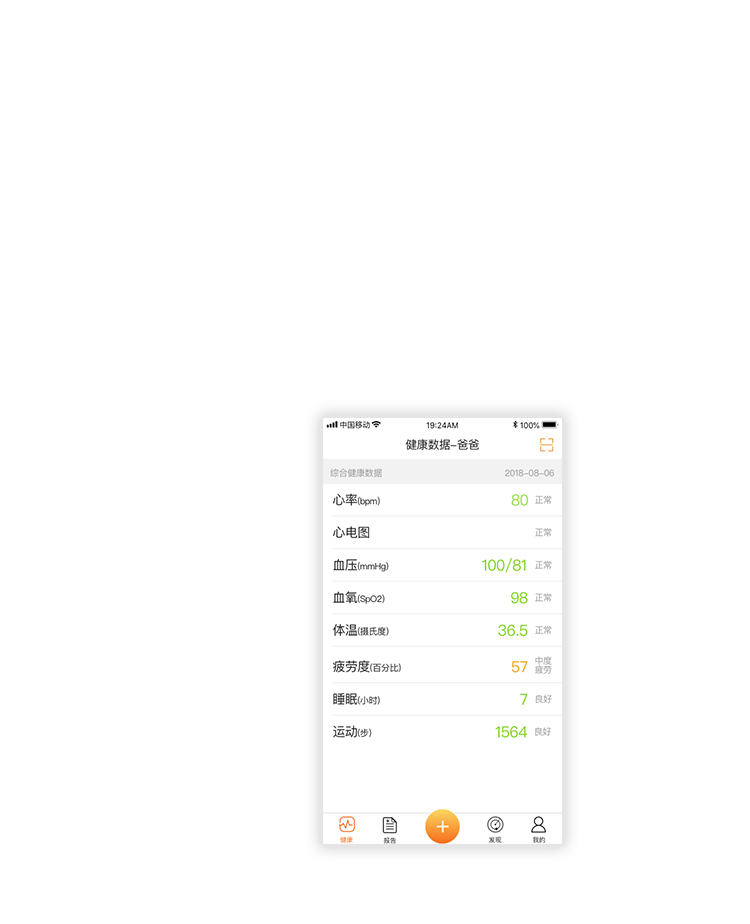 中国移动 19:24AM 100%
健康数据-爸爸
综合健康数据 2018-08-06
心率(bpm) 80 正常
心电图 正常
血压(mmHg) 100/81 正常
血氧(SpO2) 98 正常
体温(摄氏度) 36.5 正常
疲劳度(百分比) 57 中度
疲劳
睡眠(小时) 7 良好
运动(步) 1564 良好
健康 报告 发现 我的